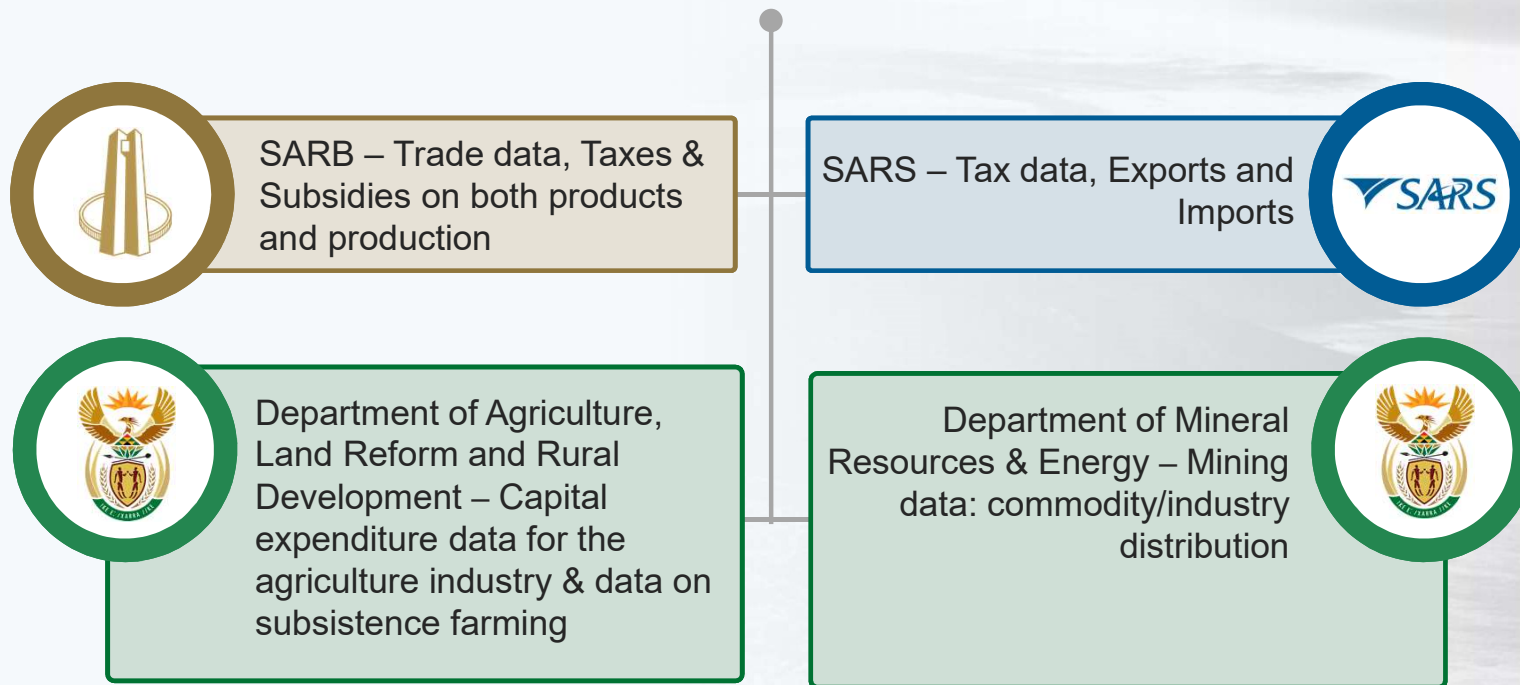 SARB – Trade data, Taxes &
Subsidies on both products
and production
SARS – Tax data, Exports and
Imports
SARS
Department of Agriculture,
Land Reform and Rural
Development – Capital
expenditure data for the
agriculture industry & data on
subsistence farming
Department of Mineral
Resources & Energy – Mining
data: commodity/industry
distribution